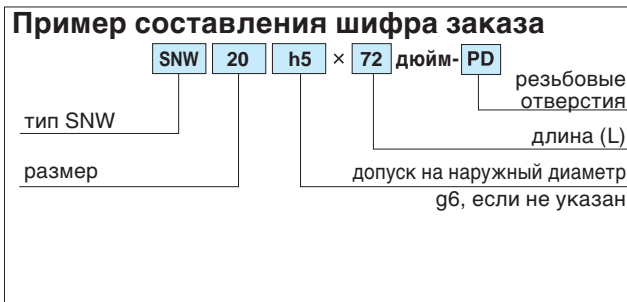 Пример составления шифра заказа
SNW 20 h5 × 72 дюйм- PD
резьбовые
отверстия
тип SNW
длина (L)
размер
допуск на наружный диаметр
g6, если не указан